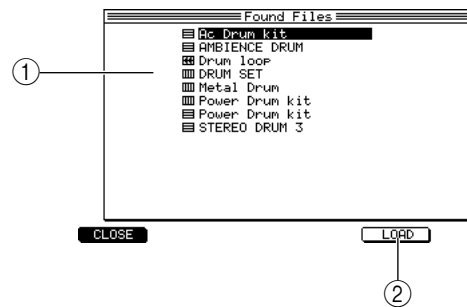 Found Files
Ac Drum kit
AMBIENCE DRUM
Drum loop
DRUM SET
Metal Drum
Power Drum kit
Power Drum kit
STEREO DRUM 3
1
CLOSE
LOAD
2